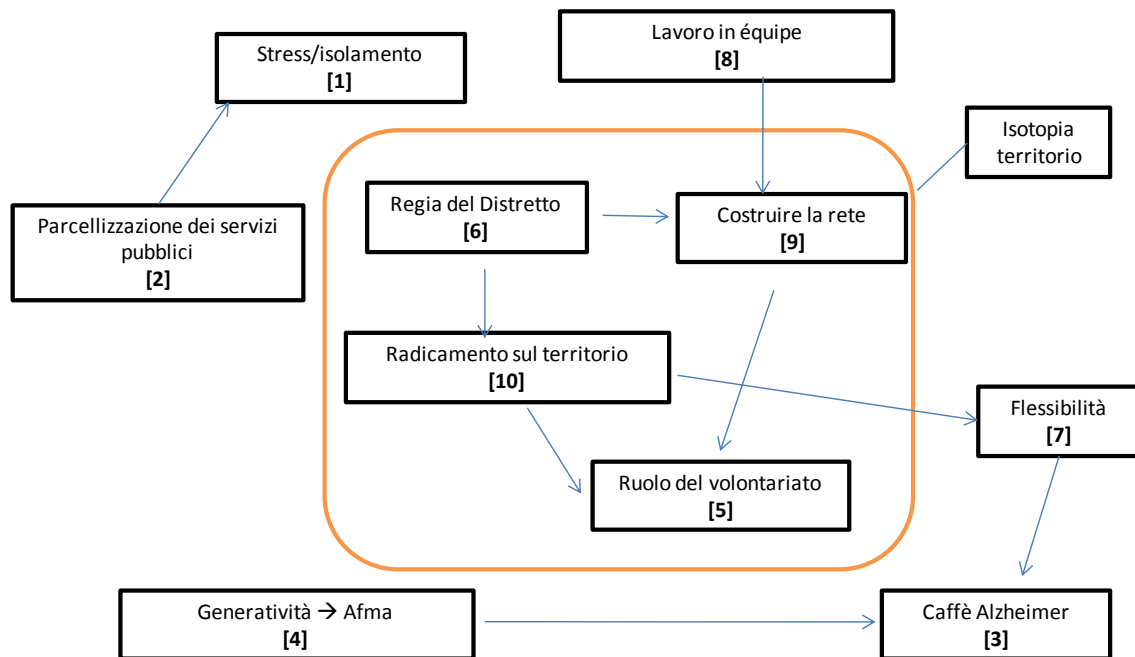 Lavoro in équipe
[8]
Stress/isolamento
[1]
Isotopia
territorio
Regia del Distretto
[6]
Costruire la rete
[9]
Parcellizzazione dei servizi
pubblici
[2]
Radicamento sul territorio
[10]
Flessibilità
[7]
Ruolo del volontariato
[5]
Generatività → Afma
[4]
Caffè Alzheimer
[3]